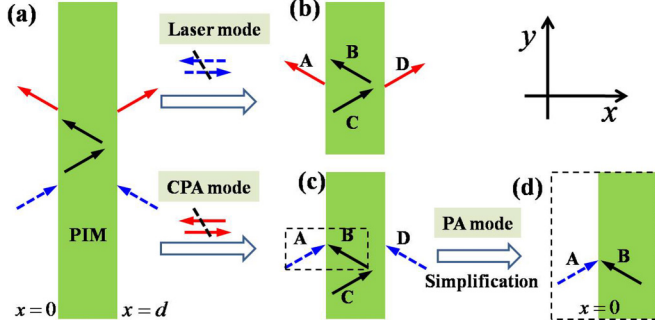 (a)
Laser mode
(b)
A
B
D
C
y
x
PIM
x = 0
x = d
CPA mode
(c)
A
B
D
C
PA mode
Simplification
(d)
A
B
x = 0